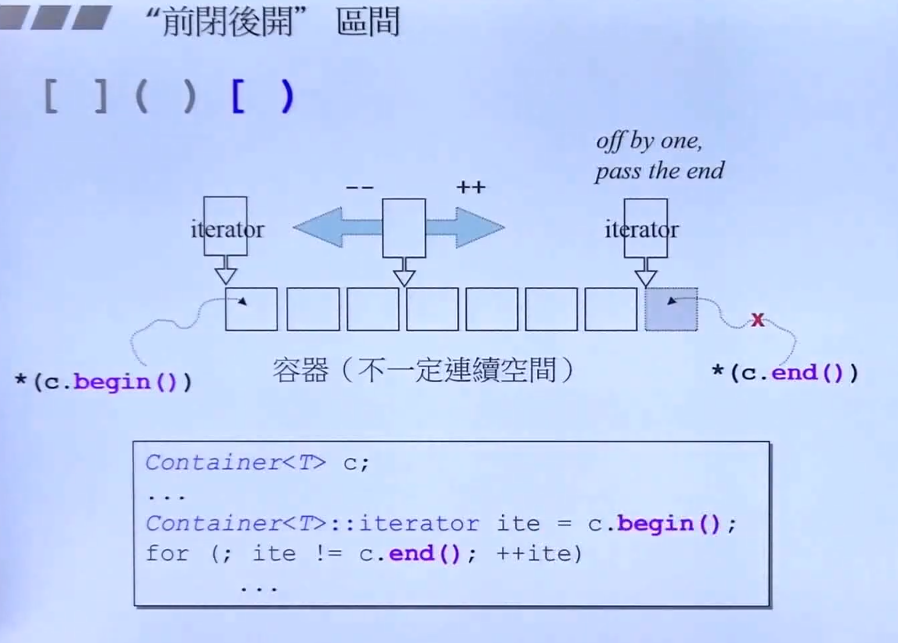 “前閉後開” 區間
[ ] ( ) [ )
off by one,
pass the end
-- ++
iterator iterator
x
*(c.begin()) 容器（不一定連續空間） *(c.end())
Container<T> c;
...
Container<T>::iterator ite = c.begin();
for (; ite != c.end(); ++ite)
...